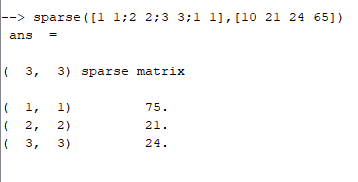 --> sparse([1 1;2 2;3 3;1 1],[10 21 24 65])
ans =
( 3, 3) sparse matrix
( 1, 1) 75.
( 2, 2) 21.
( 3, 3) 24.